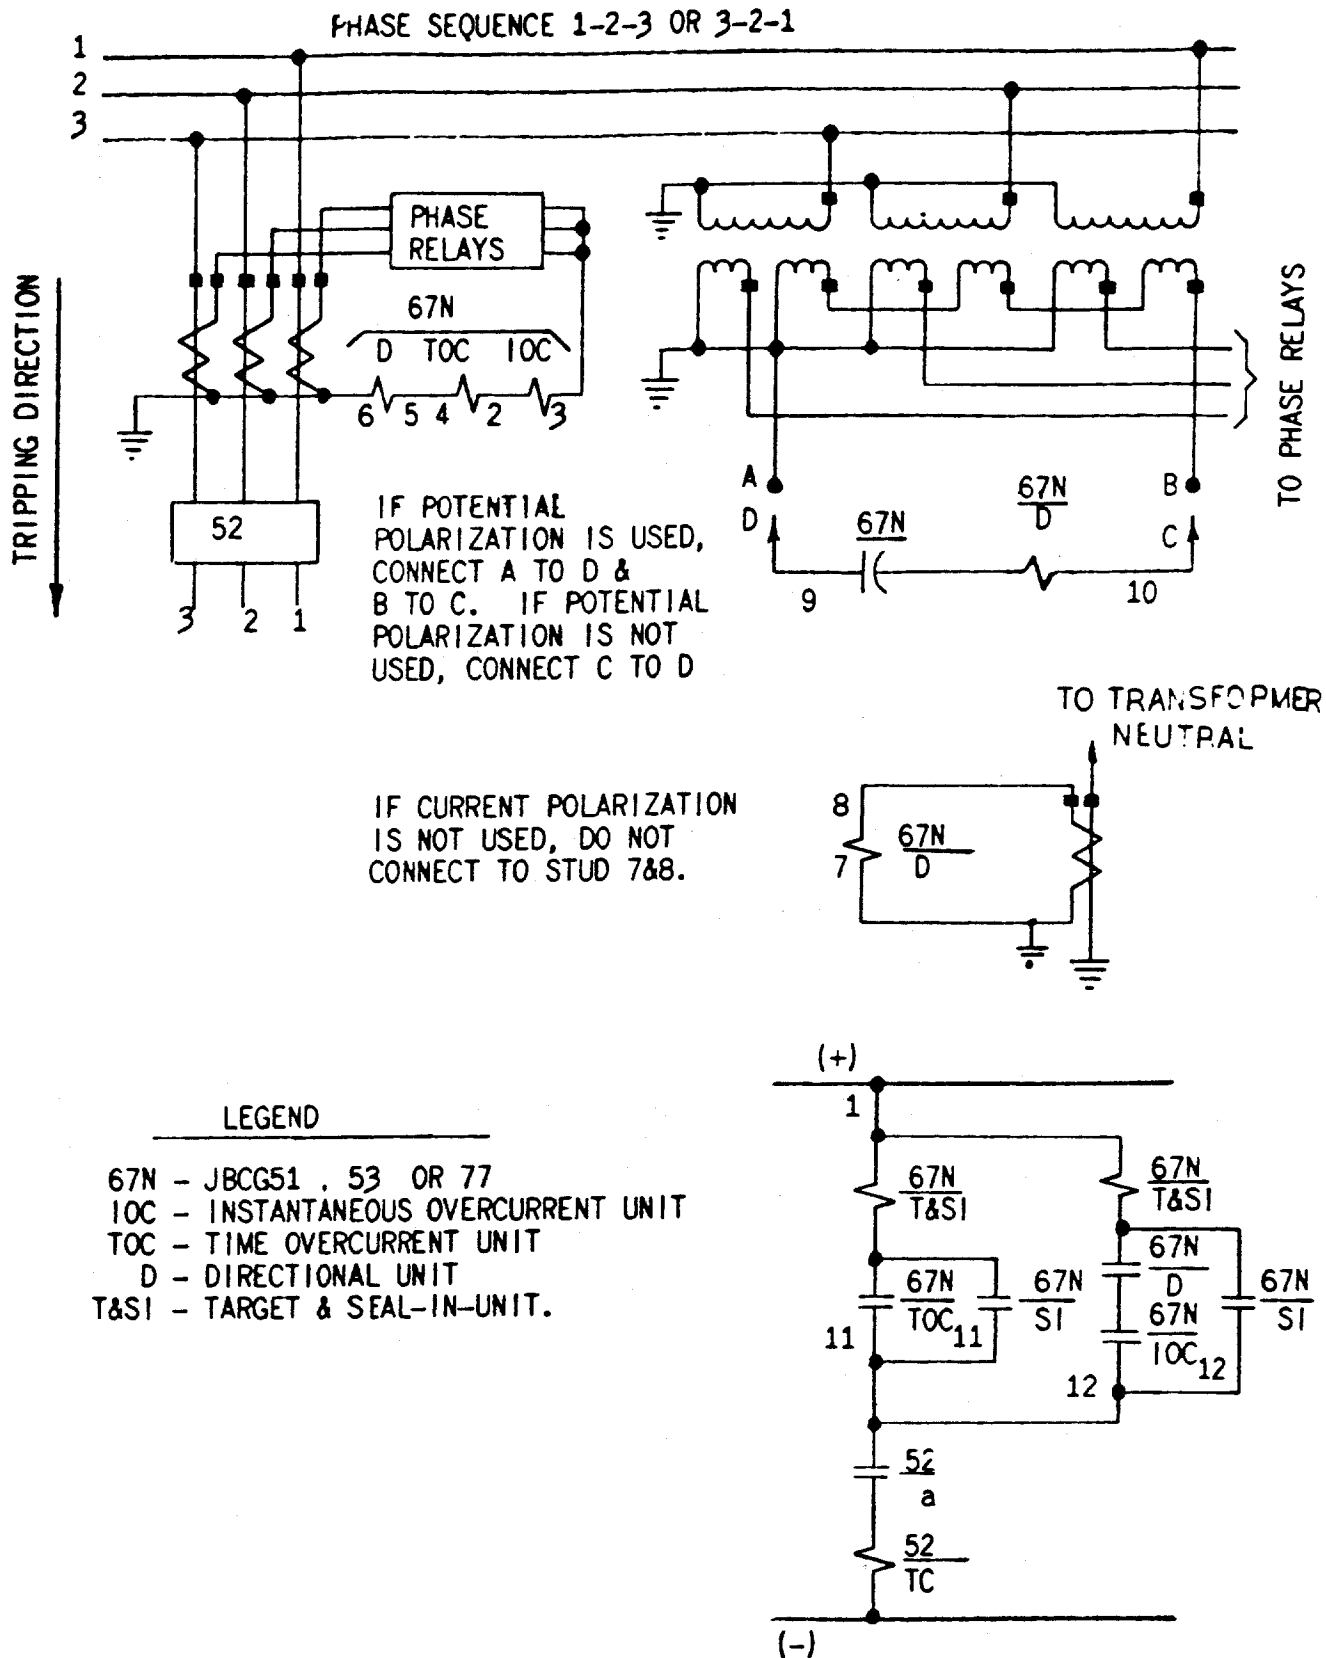 PHASE SEQUENCE 1-2-3 OR 3-2-1
1
2
3
PHASE
RELAYS
67N
D TOC IOC
6 5 4 2 3
TRIPPING DIRECTION
52
3 2 1
TO PHASE RELAYS
A
D
67N
67N
D
B
C
9
10
IF POTENTIAL
POLARIZATION IS USED,
CONNECT A TO D &
B TO C. IF POTENTIAL
POLARIZATION IS NOT
USED, CONNECT C TO D
TO TRANSFORMER
NEUTRAL
IF CURRENT POLARIZATION
IS NOT USED, DO NOT
CONNECT TO STUD 7&8.
8
7
67N
D
LEGEND
67N - JBCG51 , 53 OR 77
IOC - INSTANTANEOUS OVERCURRENT UNIT
TOC - TIME OVERCURRENT UNIT
D - DIRECTIONAL UNIT
T&SI - TARGET & SEAL-IN-UNIT.
(+)
1
67N
T&SI
67N
T&SI
67N
TOC
11
11
67N
SI
67N
D
67N
IOC
12
12
67N
SI
52
a
52
TC
(-)